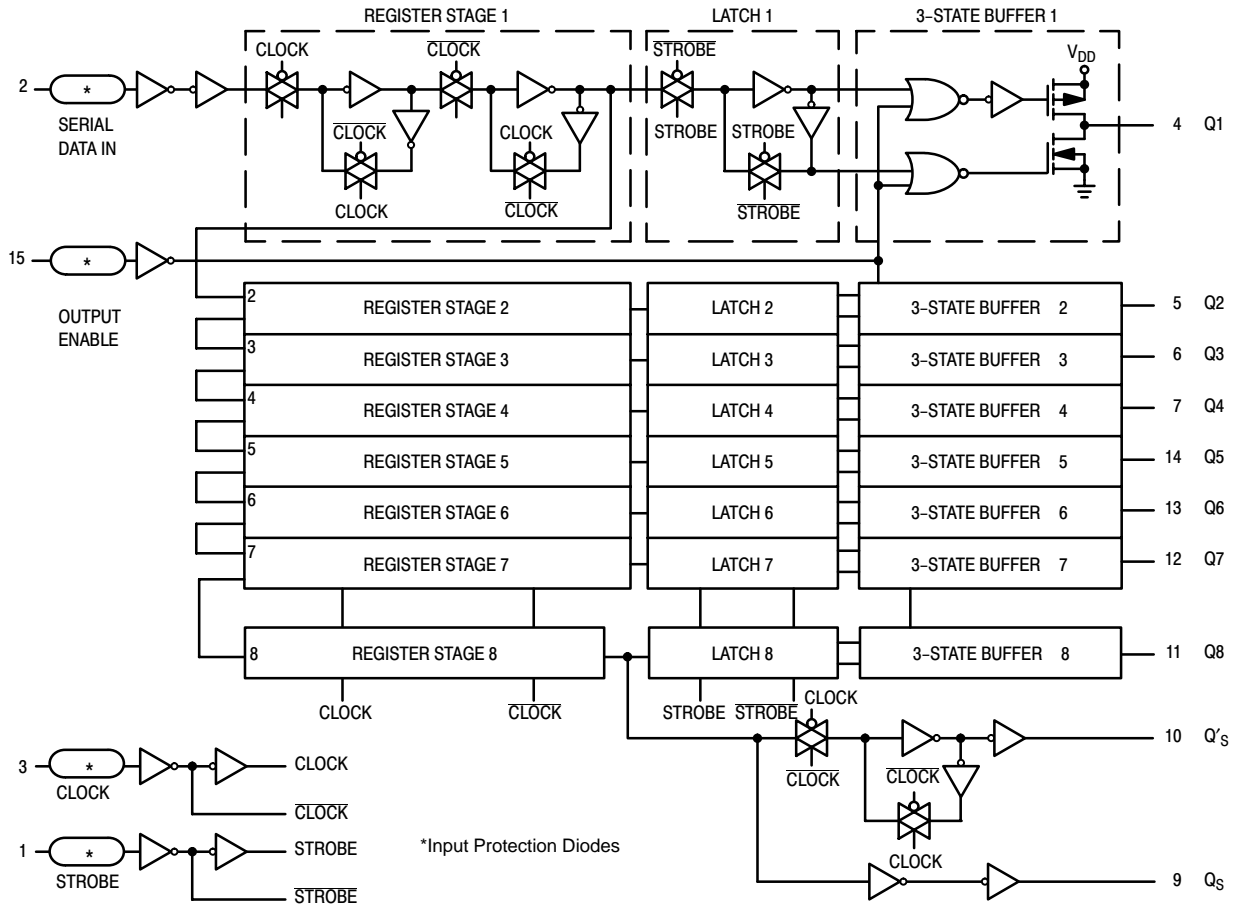 REGISTER STAGE 1
LATCH 1
3–STATE BUFFER 1
CLOCK
CLOCK
STROBE
VDD
2
*
SERIAL
DATA IN
CLOCK
CLOCK
CLOCK
CLOCK
STROBE
STROBE
STROBE
4 Q1
15
*
OUTPUT
ENABLE
2 REGISTER STAGE 2 LATCH 2 3–STATE BUFFER 2 5 Q2
3 REGISTER STAGE 3 LATCH 3 3–STATE BUFFER 3 6 Q3
4 REGISTER STAGE 4 LATCH 4 3–STATE BUFFER 4 7 Q4
5 REGISTER STAGE 5 LATCH 5 3–STATE BUFFER 5 14 Q5
6 REGISTER STAGE 6 LATCH 6 3–STATE BUFFER 6 13 Q6
7 REGISTER STAGE 7 LATCH 7 3–STATE BUFFER 7 12 Q7
8 REGISTER STAGE 8 LATCH 8 3–STATE BUFFER 8 11 Q8
CLOCK
CLOCK
STROBE
STROBE
CLOCK
CLOCK
10 Q'S
CLOCK
CLOCK
9 QS
3
*
CLOCK
CLOCK
CLOCK
1
*
STROBE
STROBE
STROBE
*Input Protection Diodes